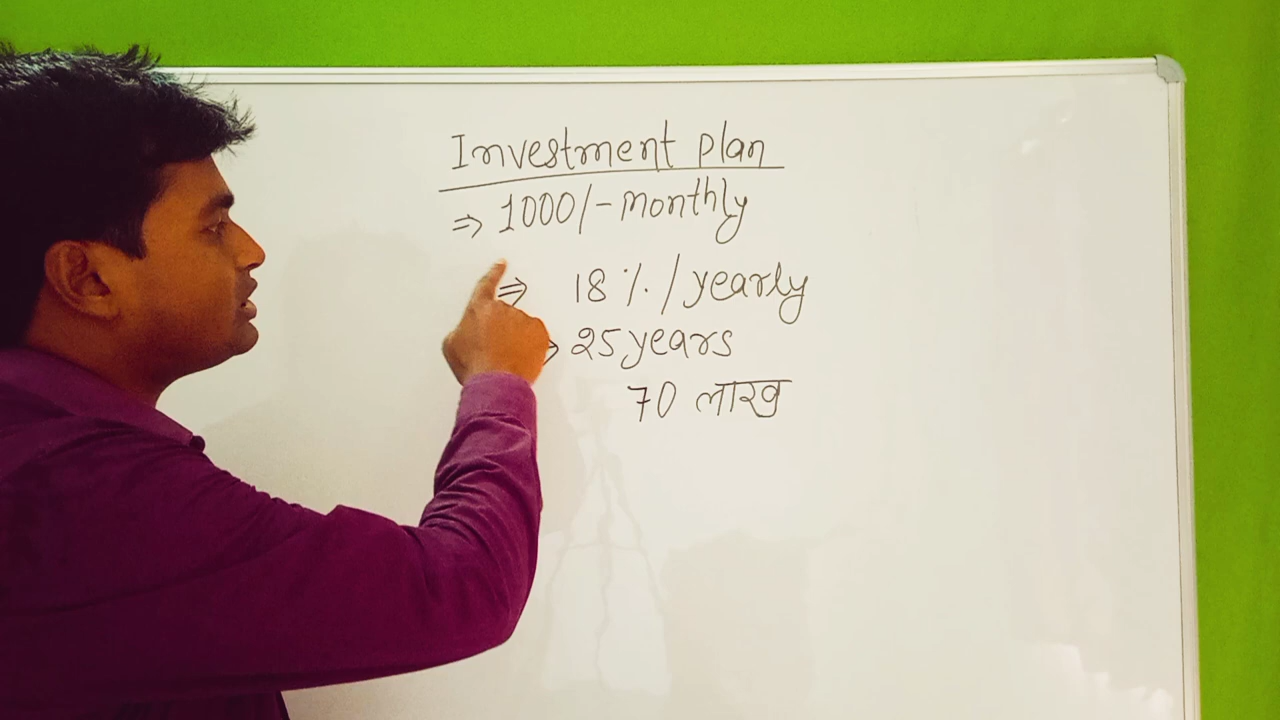 Investment plan
⇒ 1000/- monthly
⇒ 18 %/yearly
⇒ 25 years
70 लाख